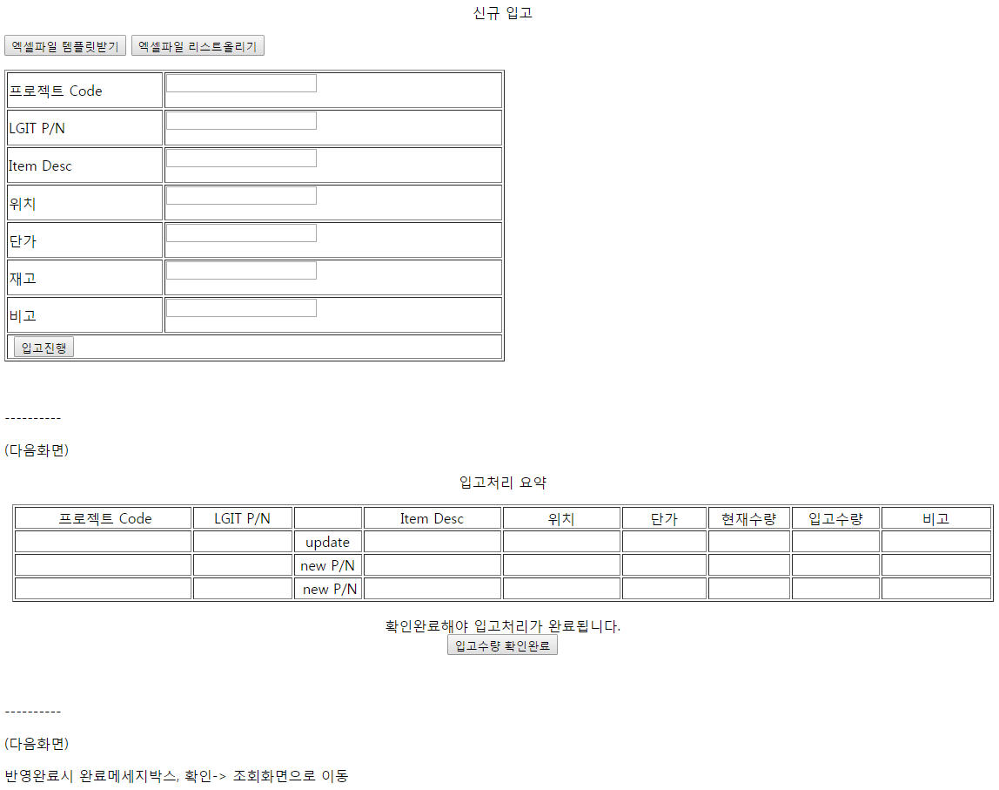 신규 입고
엑셀파일 템플릿받기 엑셀파일 리스트올리기
프로젝트 Code
LGIT P/N
Item Desc
위치
단가
재고
비고
입고진행
----------
(다음화면)
입고처리 요약
프로젝트 Code LGIT P/N Item Desc 위치 단가 현재수량 입고수량 비고
update
new P/N
new P/N
확인완료해야 입고처리가 완료됩니다.
입고수량 확인완료
----------
(다음화면)
반영완료시 완료메세지박스, 확인-> 조회화면으로 이동